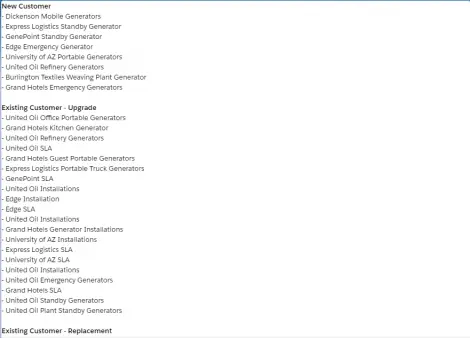 New Customer
- Dickenson Mobile Generators
- Express Logistics Standby Generator
- GenePoint Standby Generator
- Edge Emergency Generator
- University of AZ Portable Generators
- United Oil Refinery Generators
- Burlington Textiles Weaving Plant Generator
- Grand Hotels Emergency Generators
Existing Customer - Upgrade
- United Oil Office Portable Generators
- Grand Hotels Kitchen Generator
- United Oil Refinery Generators
- United Oil SLA
- Grand Hotels Guest Portable Generators
- Express Logistics Portable Truck Generators
- GenePoint SLA
- United Oil Installations
- Edge Installation
- Edge SLA
- United Oil Installations
- Grand Hotels Generator Installations
- University of AZ Installations
- Express Logistics SLA
- University of AZ SLA
- United Oil Installations
- United Oil Emergency Generators
- Grand Hotels SLA
- United Oil Standby Generators
- United Oil Plant Standby Generators
Existing Customer - Replacement